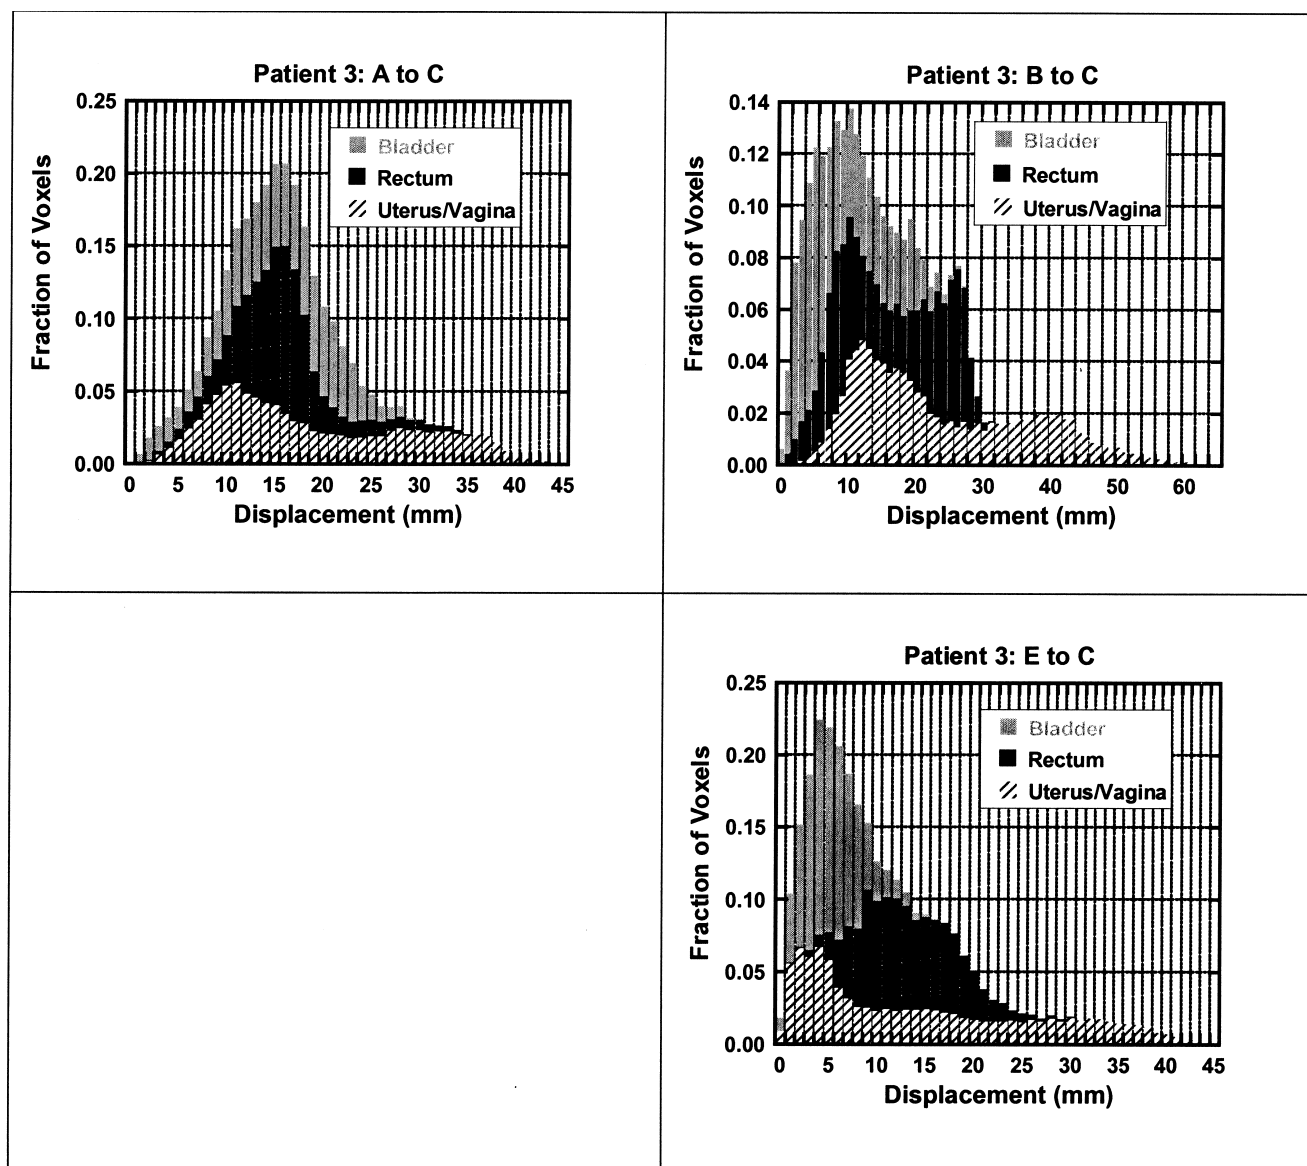 Patient 3: A to C
0.25
0.20
0.15
0.10
0.05
0.00
Fraction of Voxels
Bladder
Rectum
Uterus/Vagina
0 5 10 15 20 25 30 35 40 45
Displacement (mm)
Patient 3: B to C
0.14
0.12
0.10
0.08
0.06
0.04
0.02
0.00
Fraction of Voxels
Bladder
Rectum
Uterus/Vagina
0 10 20 30 40 50 60
Displacement (mm)
Patient 3: E to C
0.25
0.20
0.15
0.10
0.05
0.00
Fraction of Voxels
Bladder
Rectum
Uterus/Vagina
0 5 10 15 20 25 30 35 40 45
Displacement (mm)